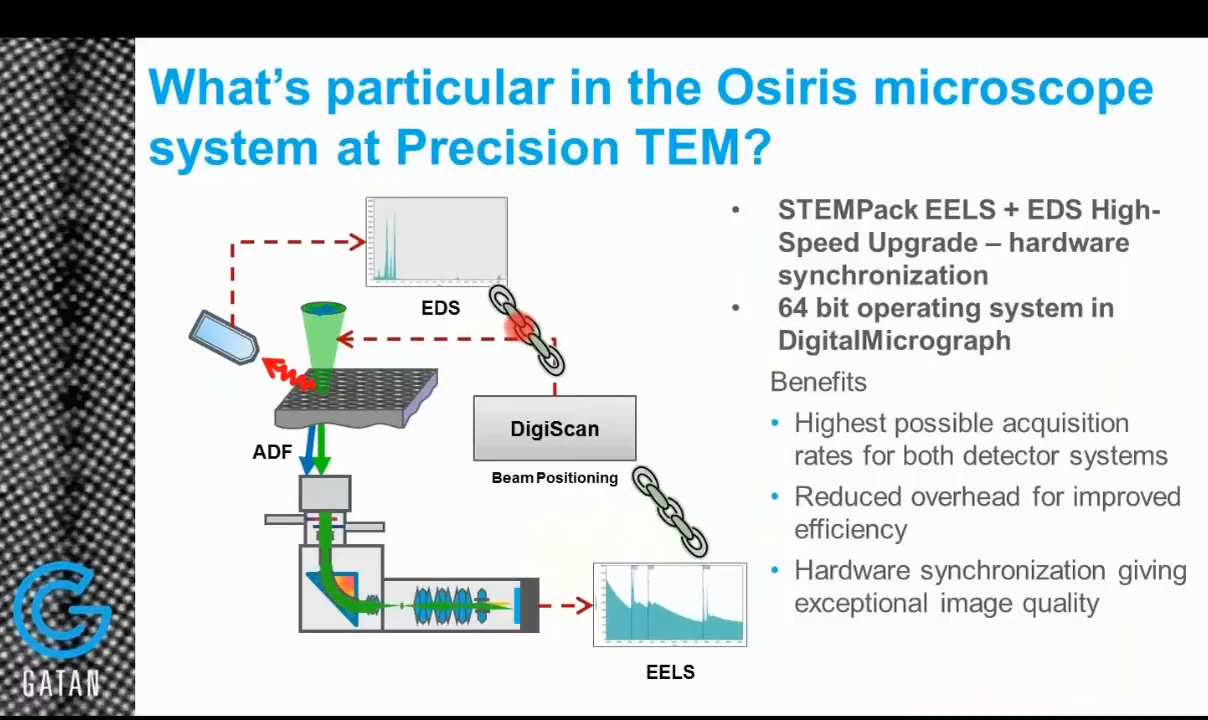 What's particular in the Osiris microscope
system at Precision TEM?
EDS
ADF
DigiScan
Beam Positioning
EELS
• STEMPack EELS + EDS High-
Speed Upgrade – hardware
synchronization
• 64 bit operating system in
DigitalMicrograph
Benefits
• Highest possible acquisition
rates for both detector systems
• Reduced overhead for improved
efficiency
• Hardware synchronization giving
exceptional image quality
GATAN